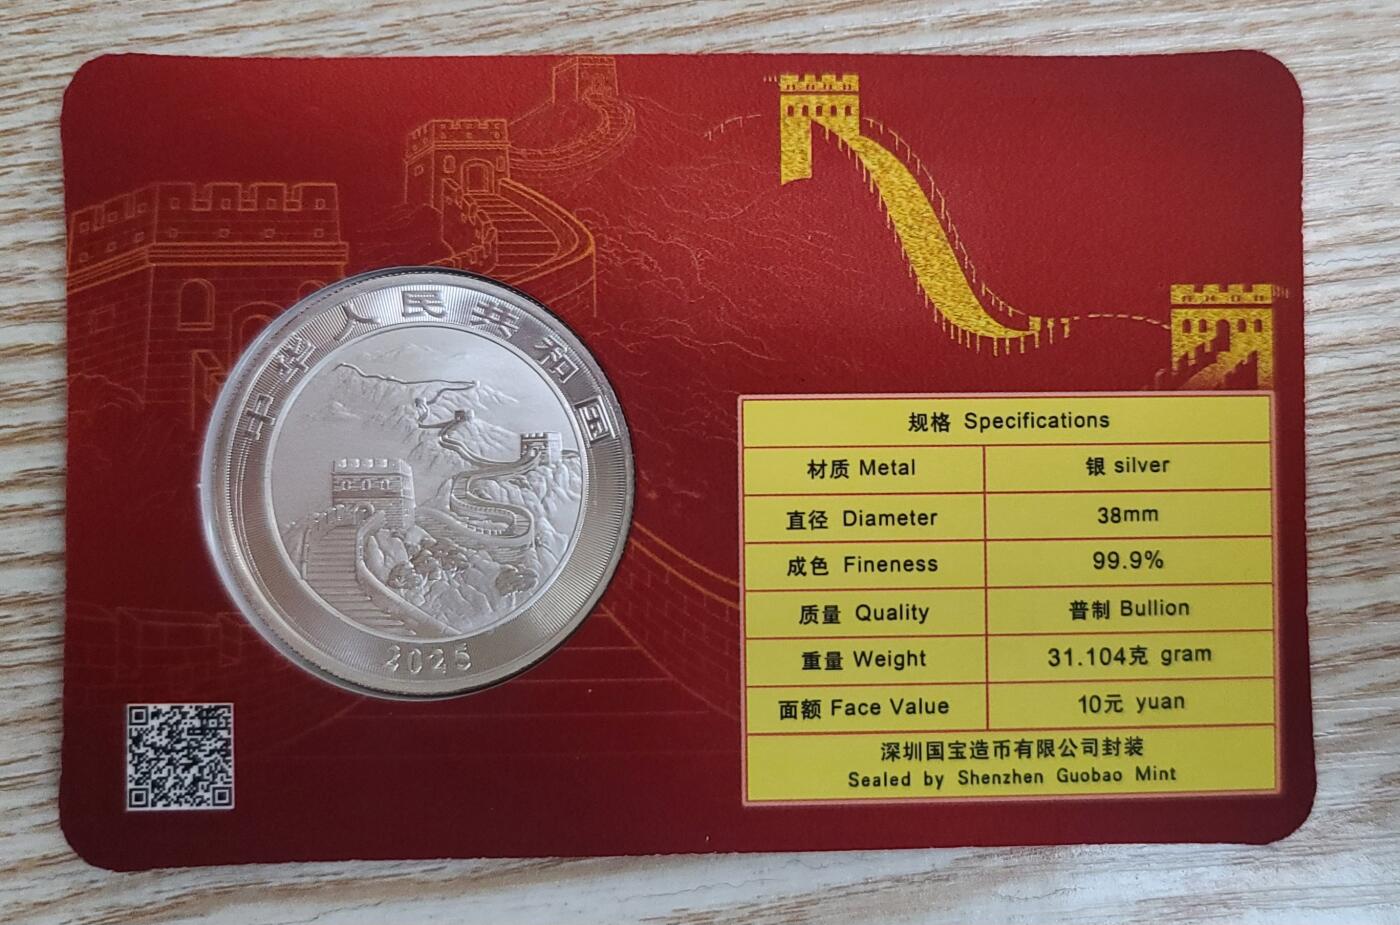 中华人民共和国
2025
规格 Specifications
材质 Metal 银 silver
直径 Diameter 38mm
成色 Fineness 99.9%
质量 Quality 普制 Bullion
重量 Weight 31.104克 gram
面额 Face Value 10元 yuan
深圳国宝造币有限公司封装
Sealed by Shenzhen Guobao Mint